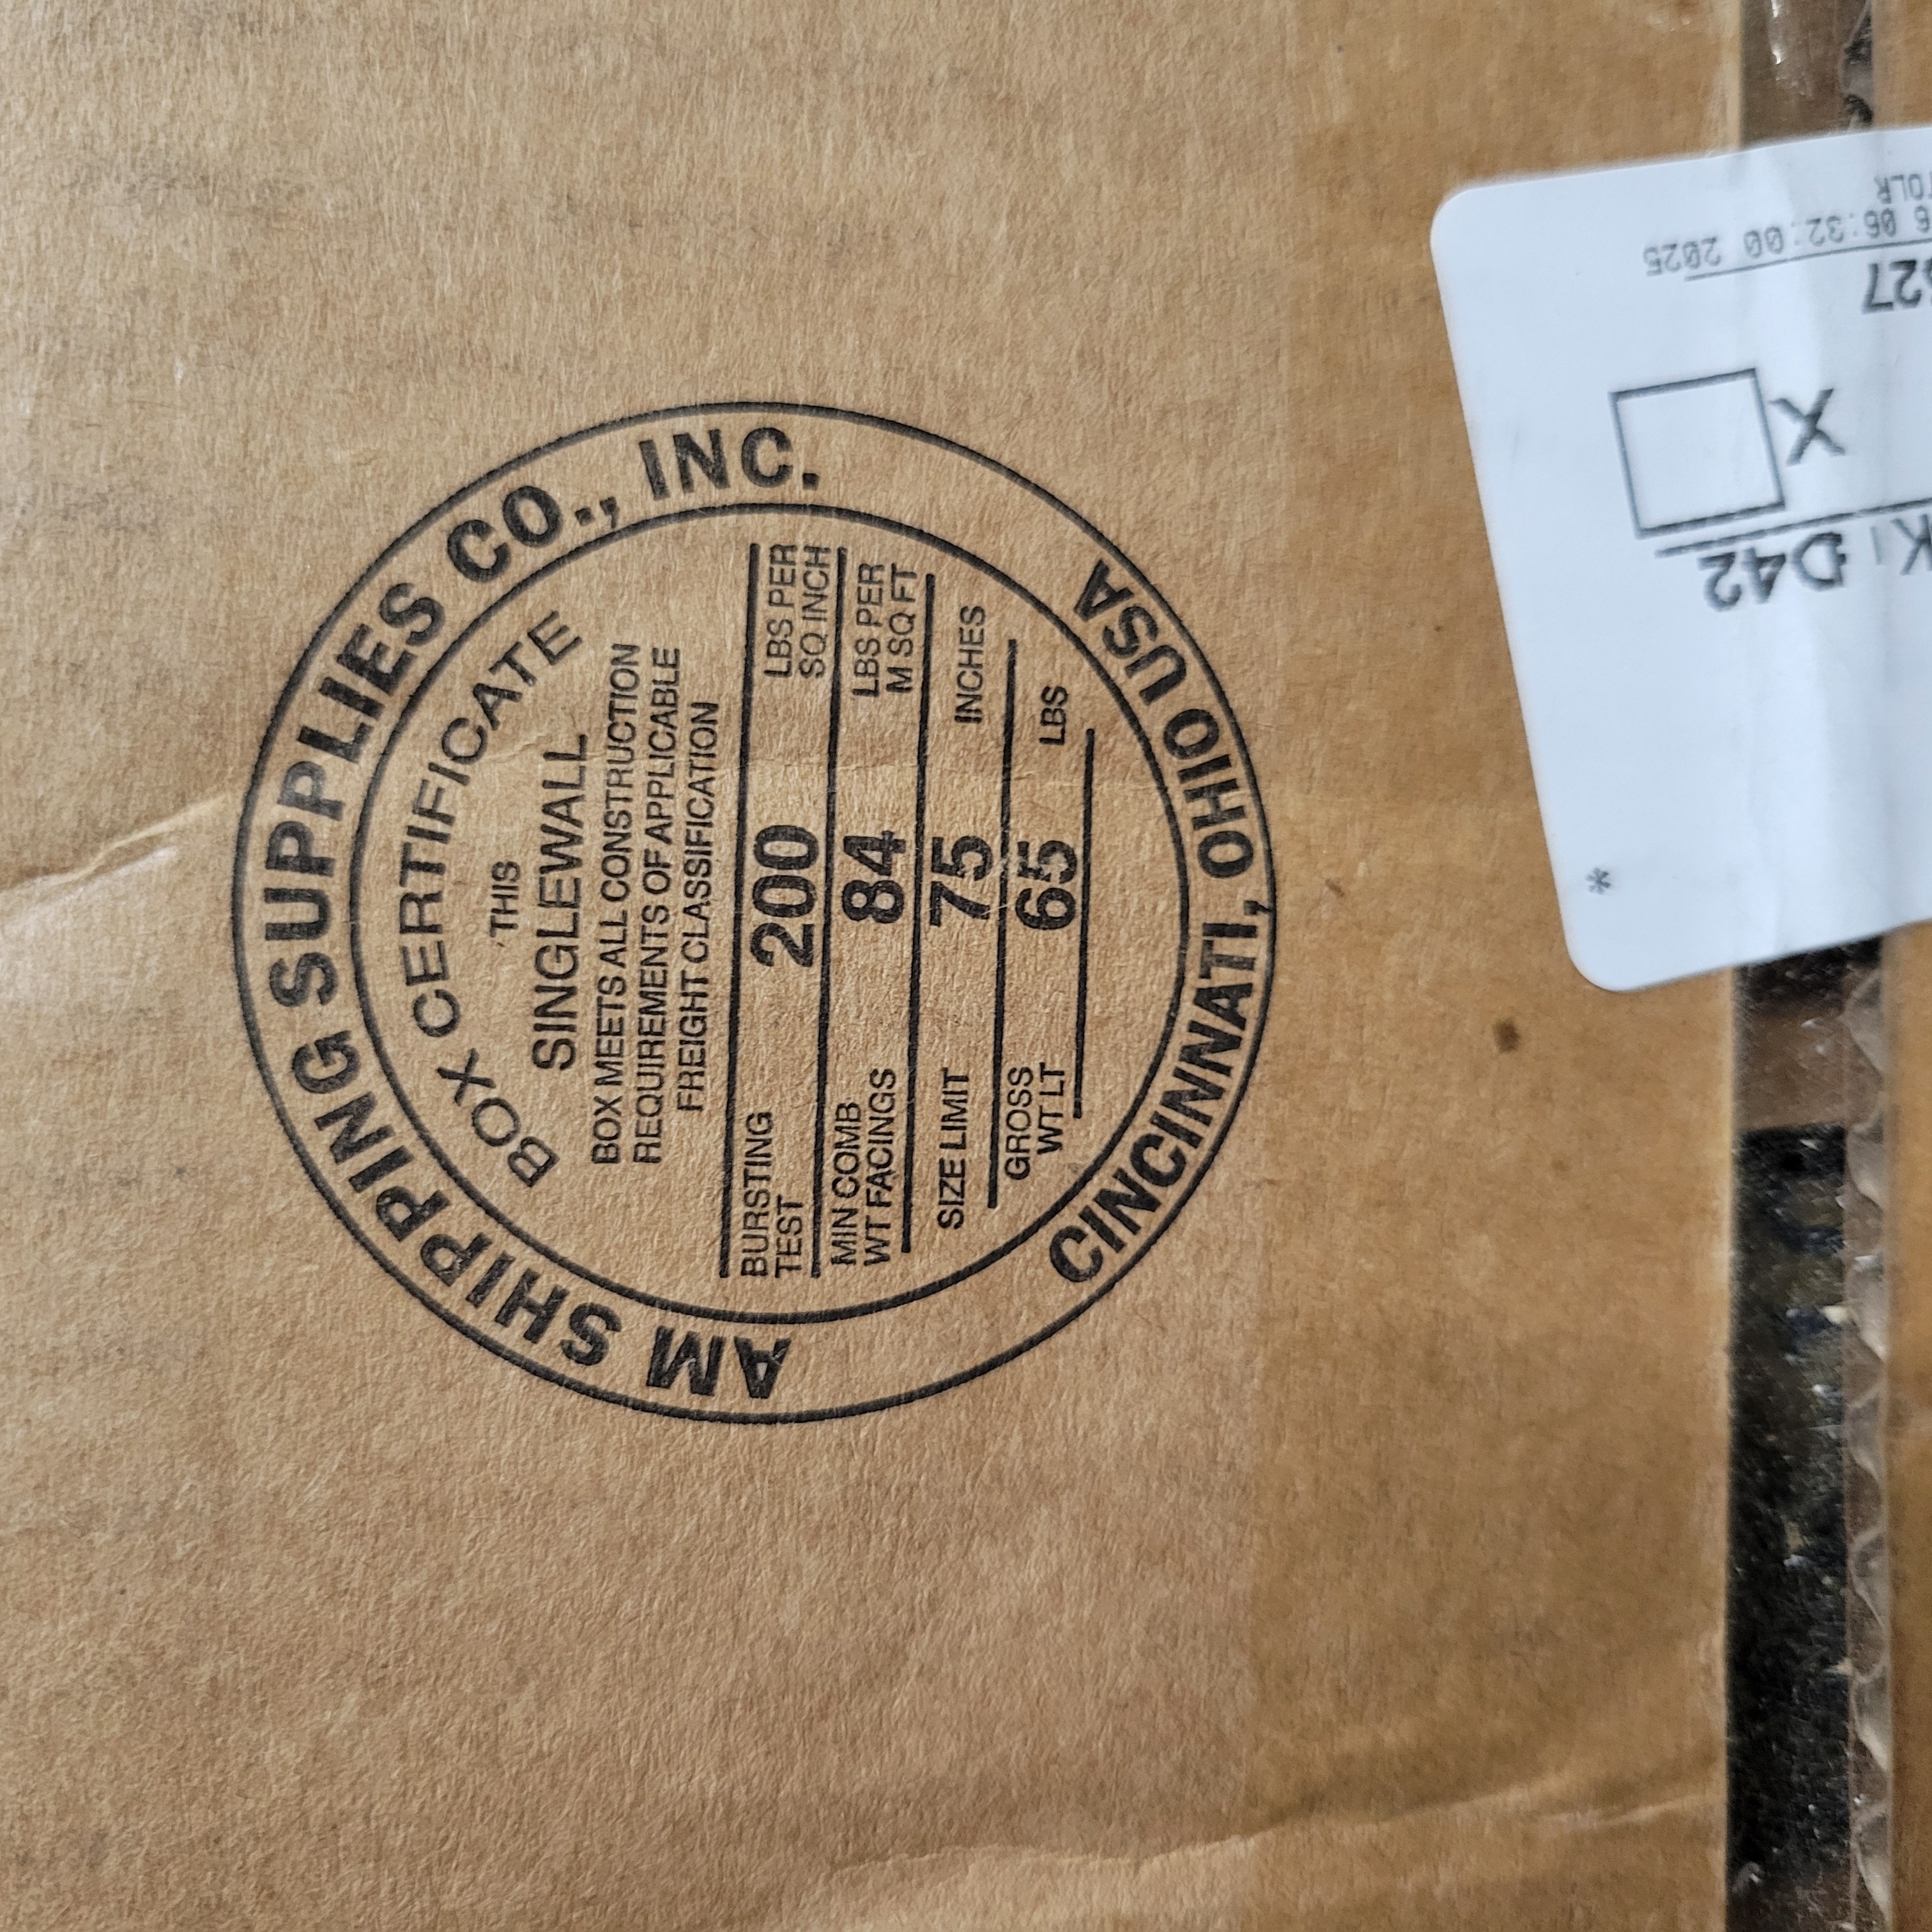 AM SHIPPING SUPPLIES CO., INC.
BOX CERTIFICATE
THIS
SINGLEWALL
BOX MEETS ALL CONSTRUCTION
REQUIREMENTS OF APPLICABLE
FREIGHT CLASSIFICATION
BURSTING TEST 200 LBS PER SQ INCH
MIN COMB WT FACINGS 84 LBS PER M SQ FT
SIZE LIMIT 75 INCHES
GROSS WT LT 65 LBS
CINCINNATI, OHIO USA
*
D42
X
27
06:32:00 2025